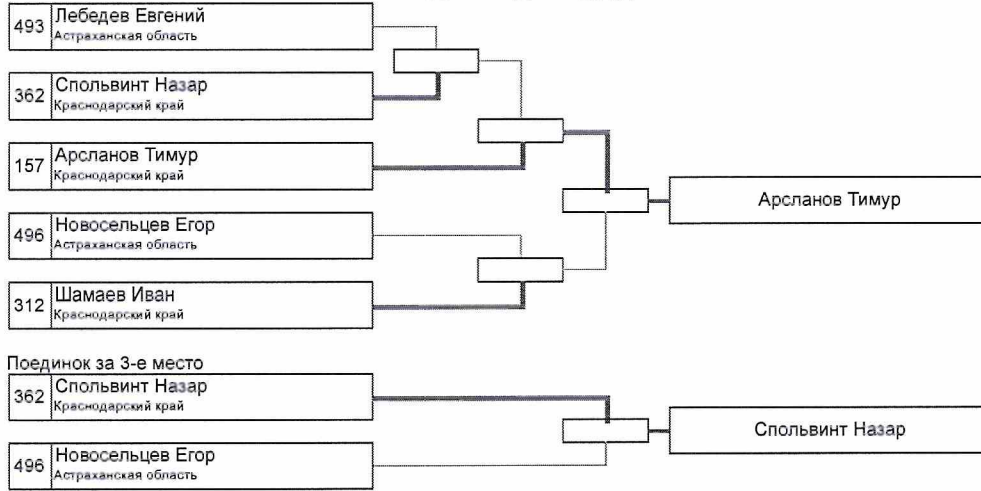 493 Лебедев Евгений
Астраханская область
362 Спольвинт Назар
Краснодарский край
157 Арсланов Тимур
Краснодарский край
Арсланов Тимур
496 Новосельцев Егор
Астраханская область
312 Шамаев Иван
Краснодарский край
Поединок за 3-е место
362 Спольвинт Назар
Краснодарский край
Спольвинт Назар
496 Новосельцев Егор
Астраханская область